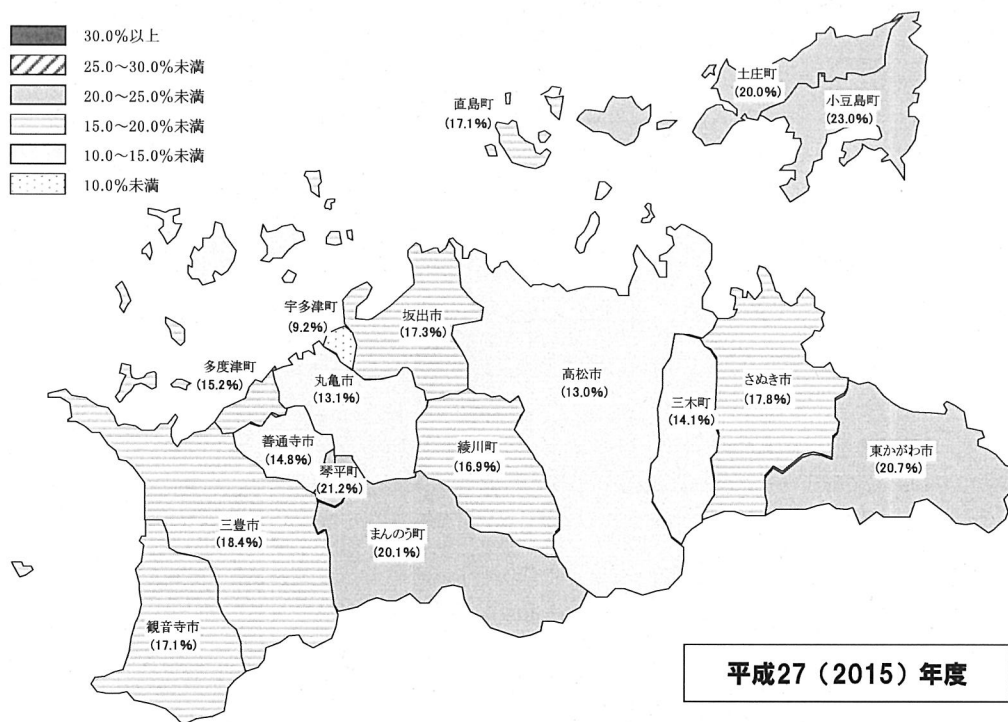 30.0%以上
25.0～30.0%未満
20.0～25.0%未満
15.0～20.0%未満
10.0～15.0%未満
10.0%未満
土庄町
(20.0%)
小豆島町
(23.0%)
直島町
(17.1%)
宇多津町
(9.2%)
坂出市
(17.3%)
多度津町
(15.2%)
丸亀市
(13.1%)
高松市
(13.0%)
さぬき市
(17.8%)
三木町
(14.1%)
善通寺市
(14.8%)
綾川町
(16.9%)
東かがわ市
(20.7%)
琴平町
(21.2%)
三豊市
(18.4%)
まんのう町
(20.1%)
観音寺市
(17.1%)
平成27（2015）年度